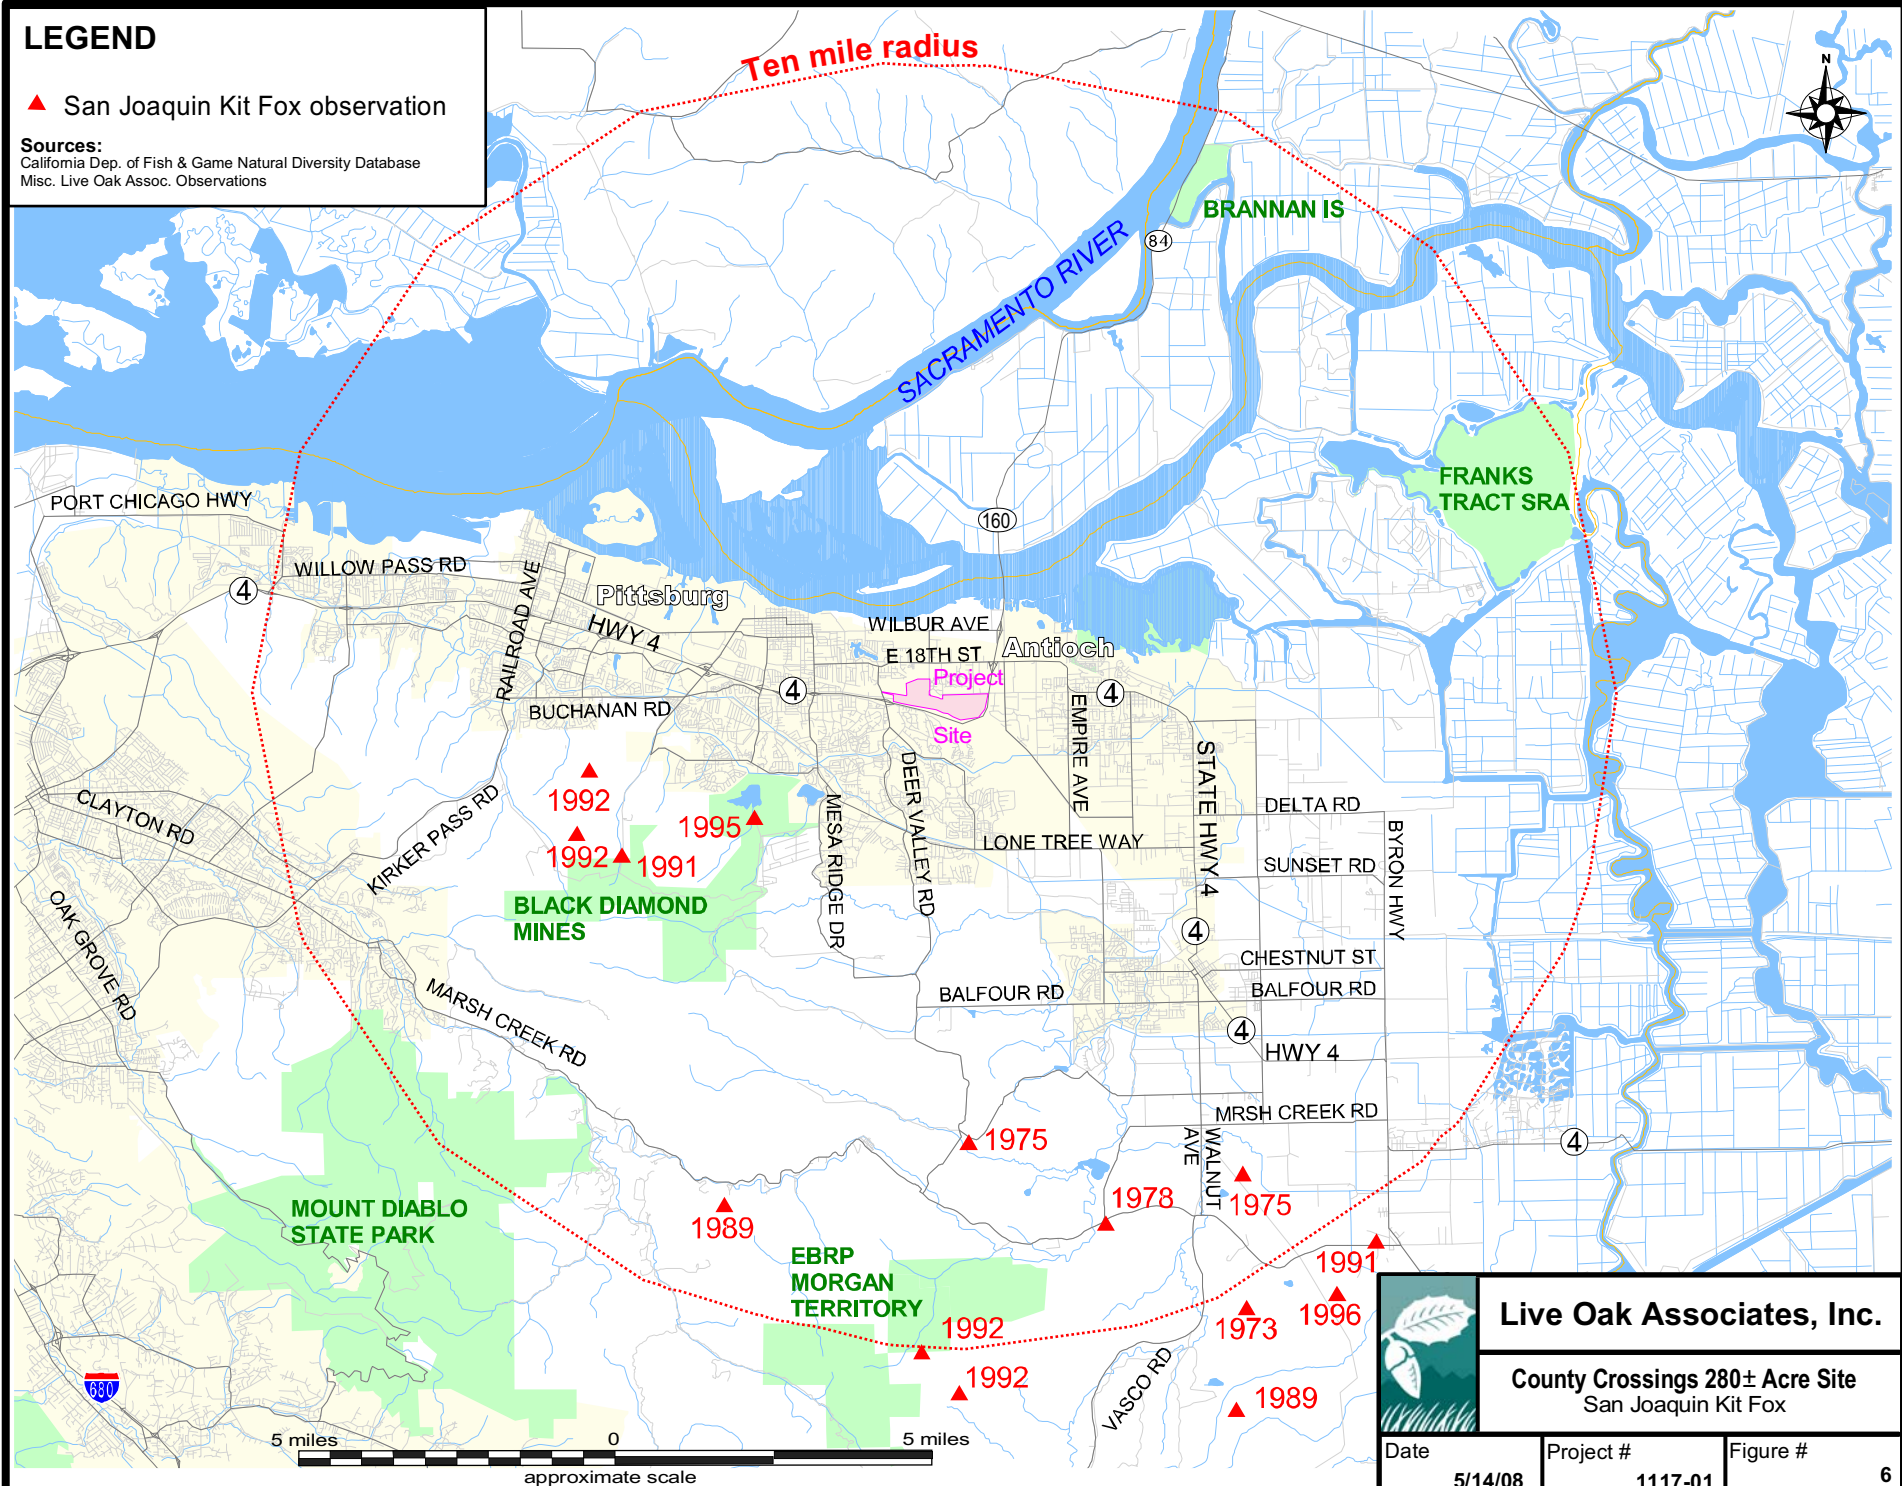 LEGEND
San Joaquin Kit Fox observation
Sources:
California Dep. of Fish & Game Natural Diversity Database
Misc. Live Oak Assoc. Observations
Ten mile radius
N
BRANNAN IS
84
SACRAMENTO RIVER
FRANKS
TRACT SRA
PORT CHICAGO HWY
160
WILLOW PASS RD
4
RAILROAD AVE
Pittsburg
HWY 4
WILBUR AVE
Antioch
E 18TH ST
Project
Site
4
4
BUCHANAN RD
EMPIRE AVE
STATE HWY 4
DEER VALLEY RD
MESA RIDGE DR
1992
1995
1992
1991
CLAYTON RD
KIRKER PASS RD
DELTA RD
LONE TREE WAY
BYRON HWY
SUNSET RD
OAK GROVE RD
BLACK DIAMOND
MINES
4
CHESTNUT ST
MARSH CREEK RD
BALFOUR RD
BALFOUR RD
4
HWY 4
MRSH CREEK RD
4
1975
WALNUT
AVE
1975
1978
1989
MOUNT DIABLO
STATE PARK
EBRP
MORGAN
TERRITORY
1991
1996
1973
1992
1992
1989
VASCO RD
680
5 miles
0
5 miles
approximate scale
Live Oak Associates, Inc.
County Crossings 280± Acre Site
San Joaquin Kit Fox
Date
5/14/08
Project #
1117-01
Figure #
6